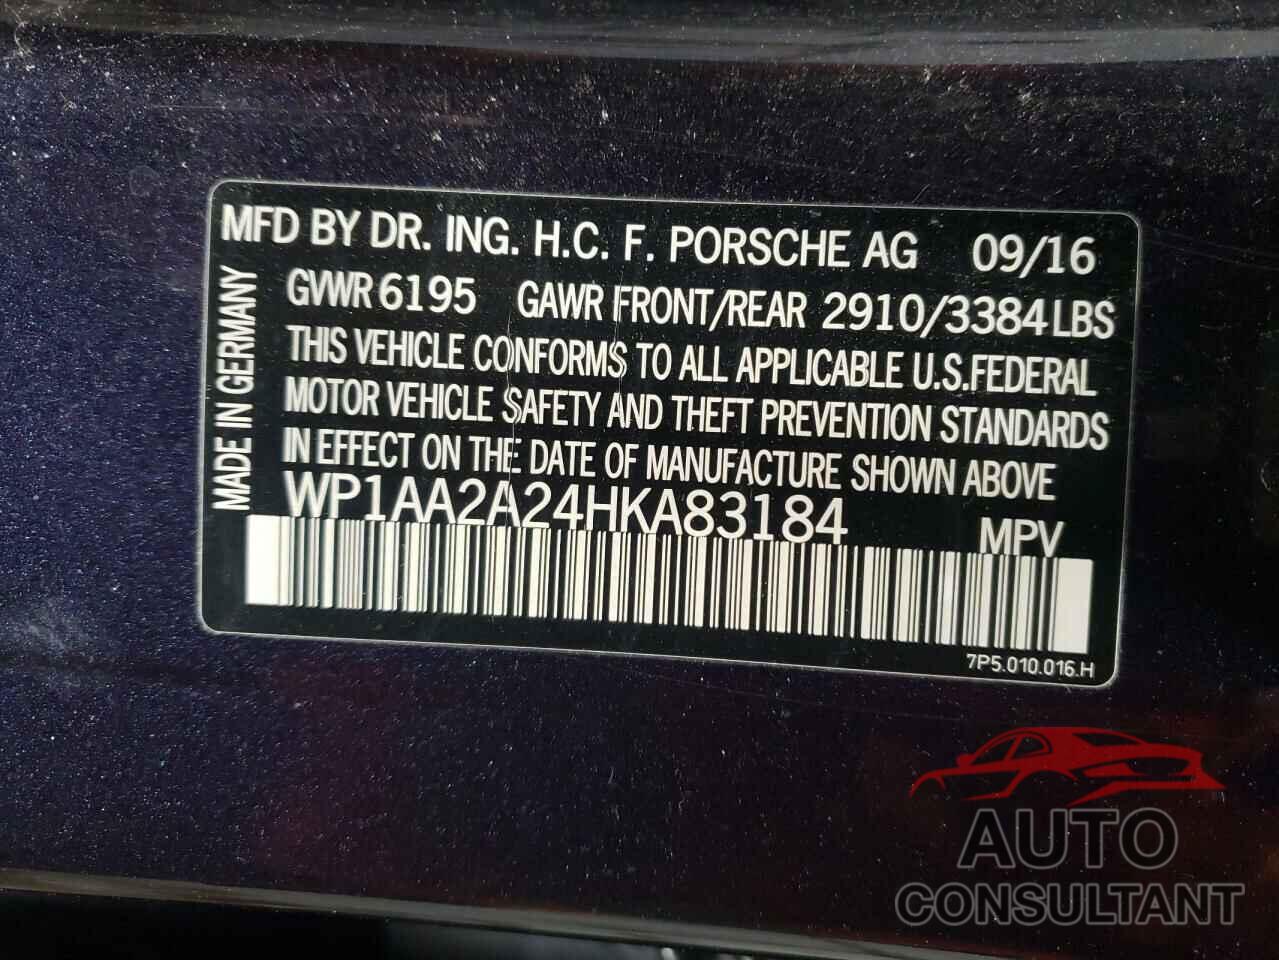 MFD BY DR. ING. H.C. F. PORSCHE AG 09/16
GVWR 6195 GAWR FRONT/REAR 2910/3384LBS
THIS VEHICLE CONFORMS TO ALL APPLICABLE U.S.FEDERAL
MOTOR VEHICLE SAFETY AND THEFT PREVENTION STANDARDS
IN EFFECT ON THE DATE OF MANUFACTURE SHOWN ABOVE
WP1AA2A24HKA83184 MPV
MADE IN GERMANY
7P5.010.016.H
AUTO
CONSULTANT